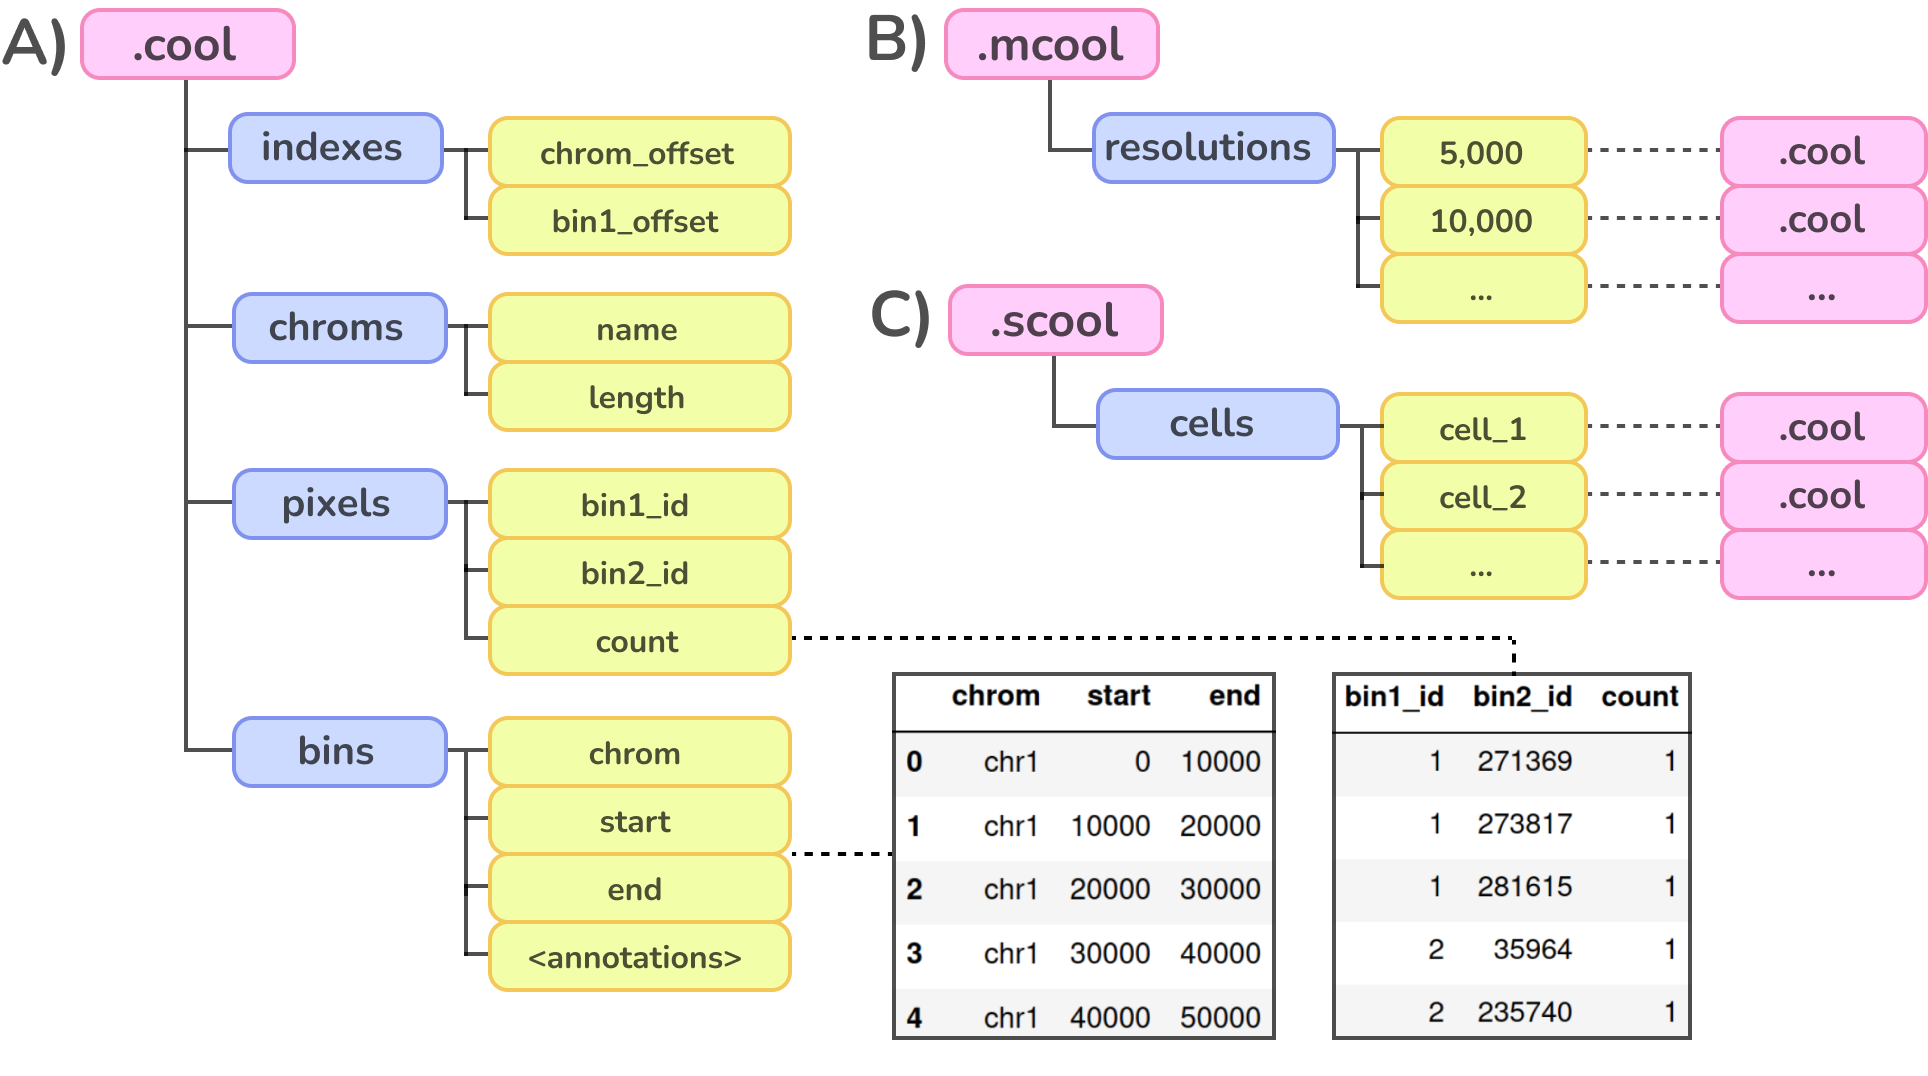 A) .cool
indexes
chrom_offset
bin1_offset
chroms
name
length
pixels
bin1_id
bin2_id
count
bins
chrom
start
end
<annotations>
B) .mcool
resolutions
5,000 .cool
10,000 .cool
... ...
C) .scool
cells
cell_1 .cool
cell_2 .cool
... ...
chrom start end
0 chr1 0 10000
1 chr1 10000 20000
2 chr1 20000 30000
3 chr1 30000 40000
4 chr1 40000 50000
bin1_id bin2_id count
1 271369 1
1 273817 1
1 281615 1
2 35964 1
2 235740 1